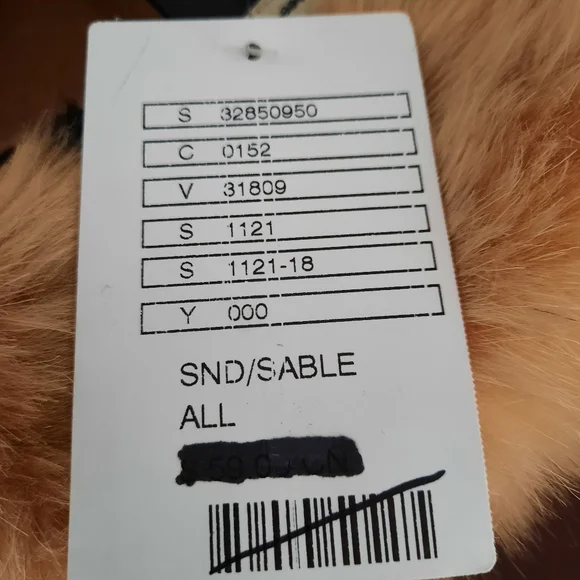 S 32850950
C 0152
V 31809
S 1121
S 1121-18
Y 000
SND/SABLE
ALL